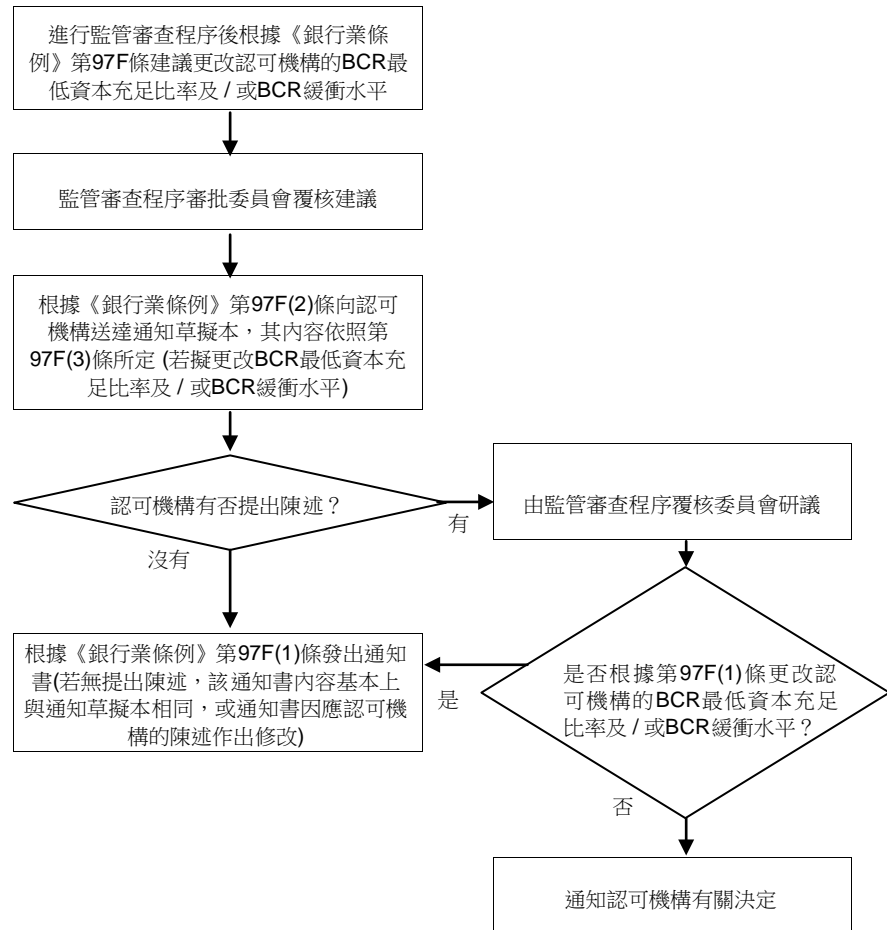 進行監管審查程序後根據《銀行業條
例》第97F條建議更改認可機構的BCR最
低資本充足比率及 / 或BCR緩衝水平
監管審查程序審批委員會覆核建議
根據《銀行業條例》第97F(2)條向認可
機構送達通知草擬本，其內容依照第
97F(3)條所定 (若擬更改BCR最低資本充
足比率及 / 或BCR緩衝水平)
認可機構有否提出陳述？
有
由監管審查程序覆核委員會研議
沒有
根據《銀行業條例》第97F(1)條發出通知
書(若無提出陳述，該通知書內容基本上
與通知草擬本相同，或通知書因應認可機
構的陳述作出修改)
是
是否根據第97F(1)條更改認
可機構的BCR最低資本充足
比率及 / 或BCR緩衝水平？
否
通知認可機構有關決定